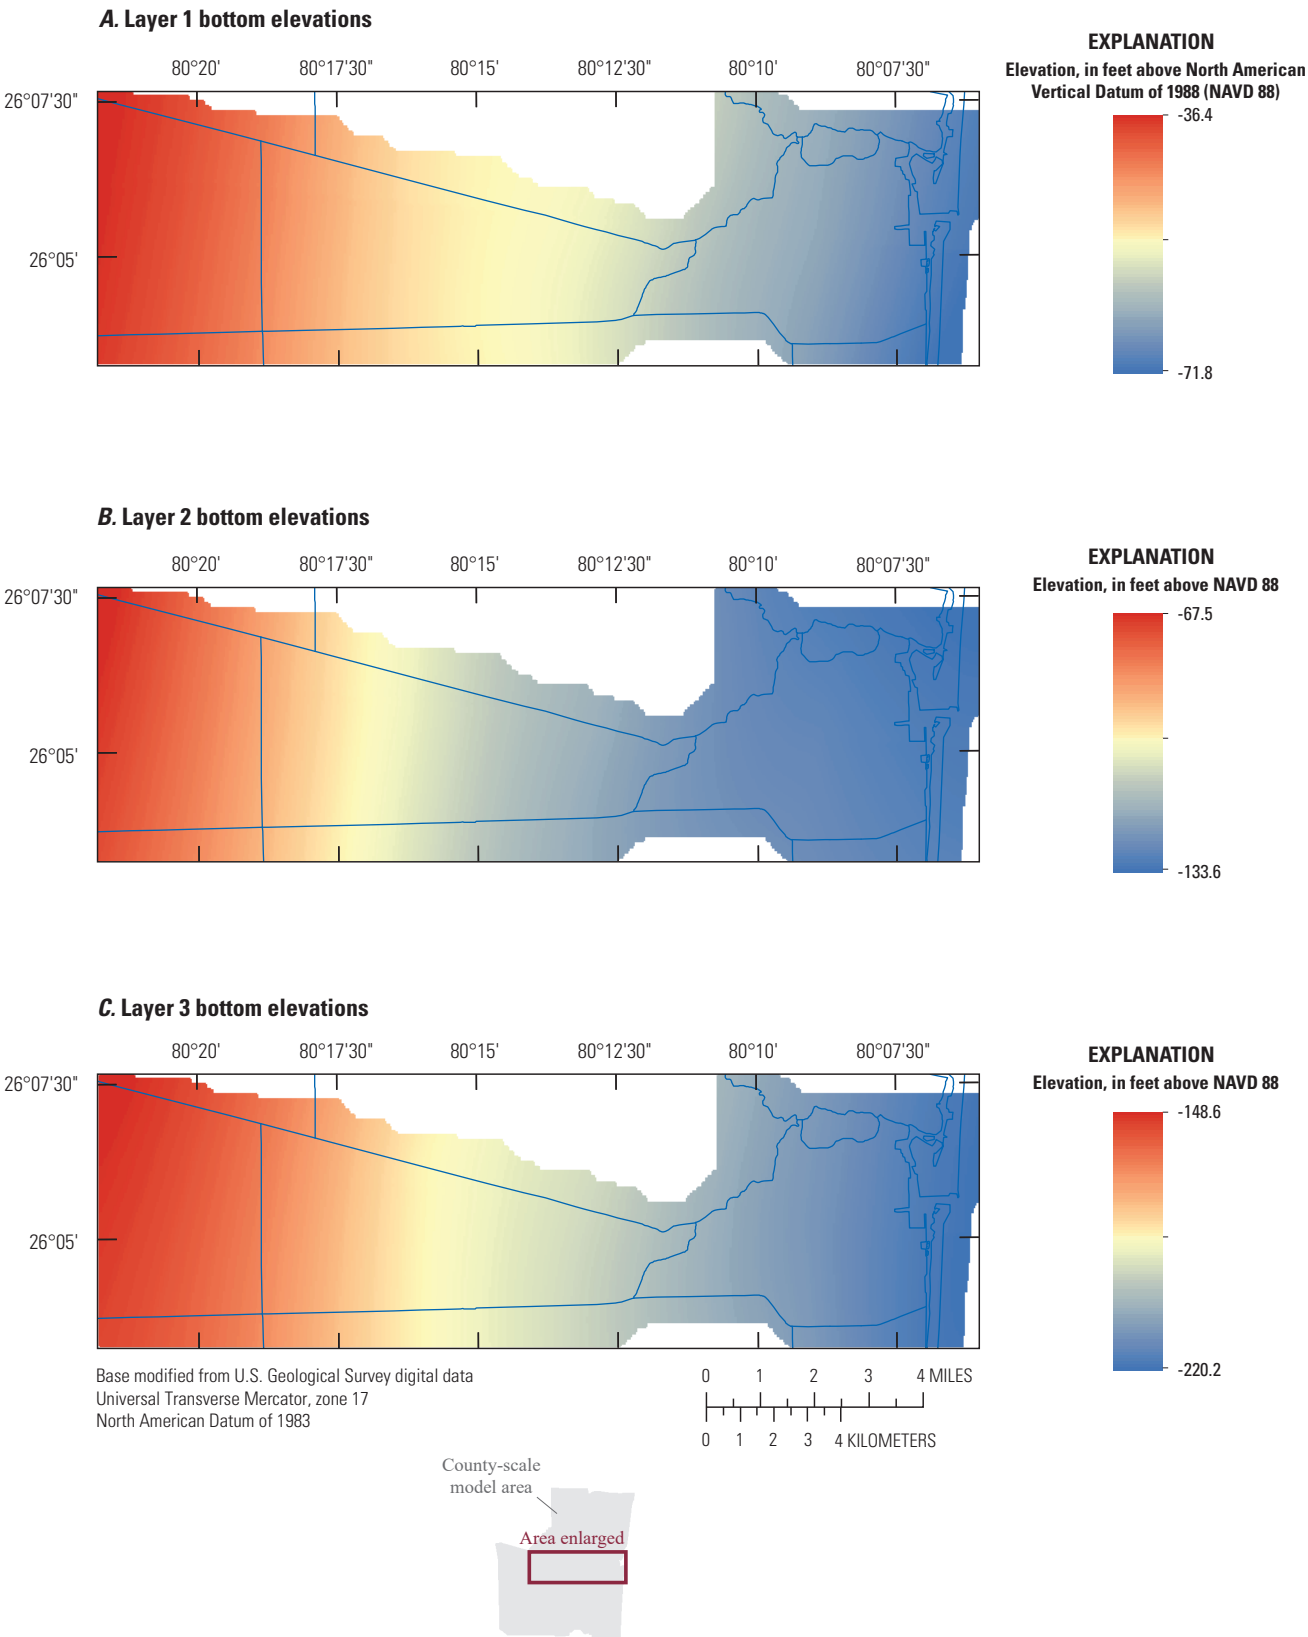 A. Layer 1 bottom elevations
80°20' 80°17'30" 80°15' 80°12'30" 80°10' 80°07'30"
26°07'30"
26°05'
EXPLANATION
Elevation, in feet above North American
Vertical Datum of 1988 (NAVD 88)
-36.4
-71.8
B. Layer 2 bottom elevations
80°20' 80°17'30" 80°15' 80°12'30" 80°10' 80°07'30"
26°07'30"
26°05'
EXPLANATION
Elevation, in feet above NAVD 88
-67.5
-133.6
C. Layer 3 bottom elevations
80°20' 80°17'30" 80°15' 80°12'30" 80°10' 80°07'30"
26°07'30"
26°05'
EXPLANATION
Elevation, in feet above NAVD 88
-148.6
-220.2
Base modified from U.S. Geological Survey digital data
Universal Transverse Mercator, zone 17
North American Datum of 1983
0 1 2 3 4 MILES
0 1 2 3 4 KILOMETERS
County-scale
model area
Area enlarged